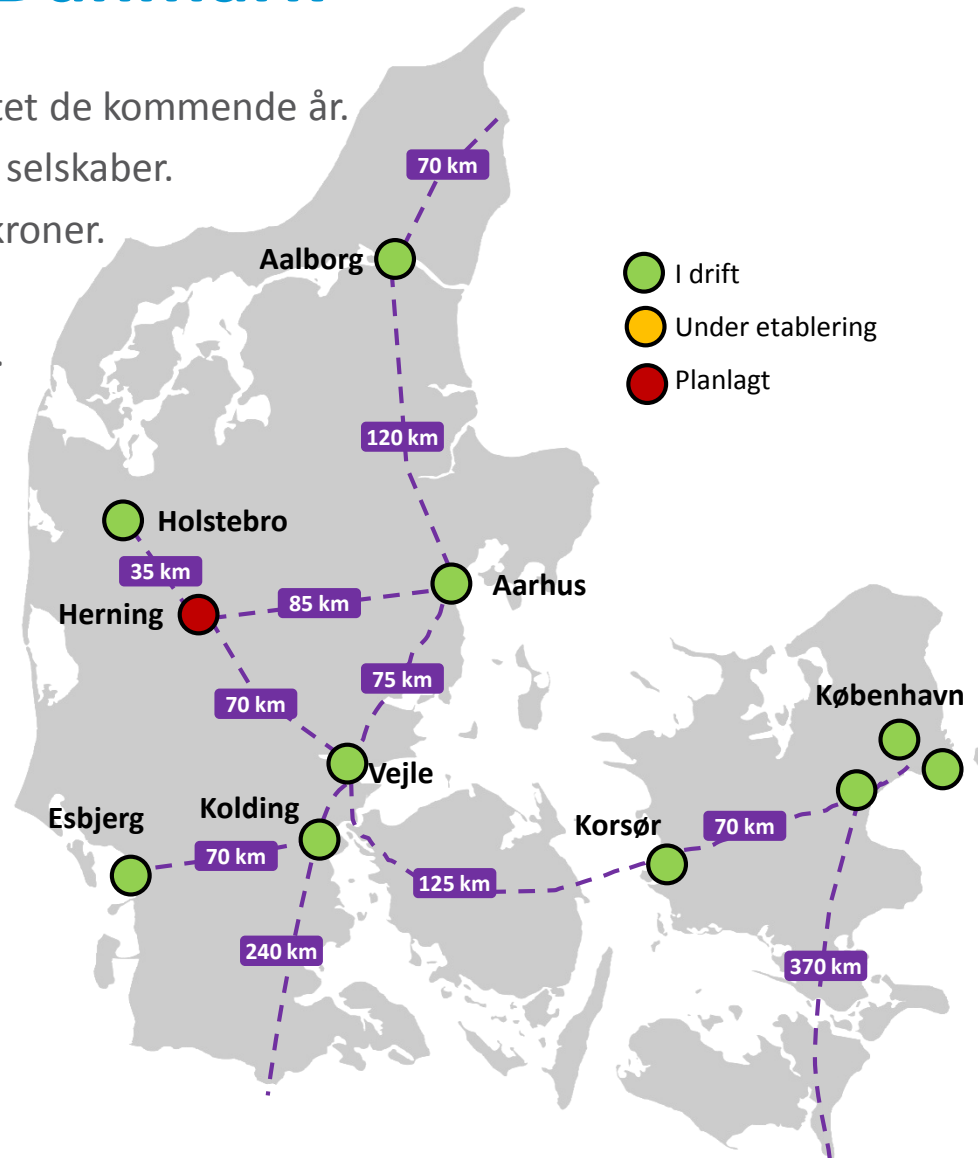 tet de kommende år.
selskaber.
kroner.
70 km
Aalborg
I drift
Under etablering
Planlagt
120 km
Holstebro
35 km
Aarhus
Herning
85 km
75 km
70 km
København
Vejle
Kolding
Esbjerg
Korsør
70 km
70 km
125 km
240 km
370 km